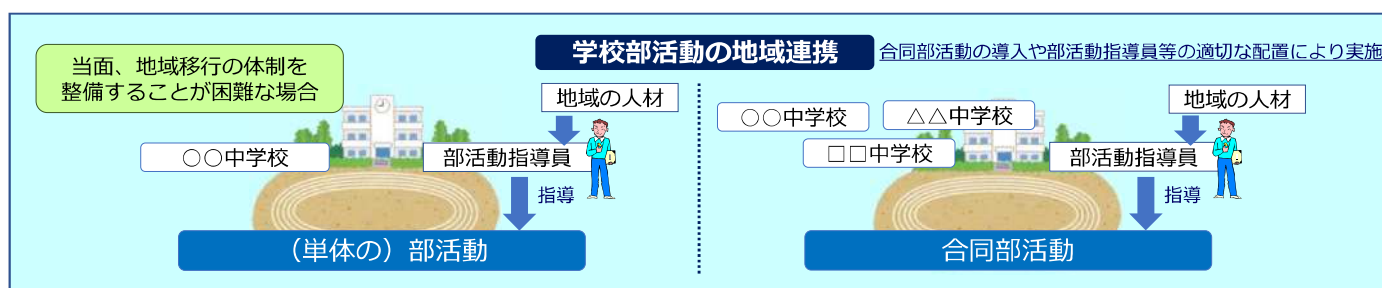 学校部活動の地域連携
合同部活動の導入や部活動指導員等の適切な配置により実施
当面、地域移行の体制を
整備することが困難な場合
地域の人材
○○中学校
部活動指導員
指導
（単体の）部活動
地域の人材
○○中学校
△△中学校
□□中学校
部活動指導員
指導
合同部活動